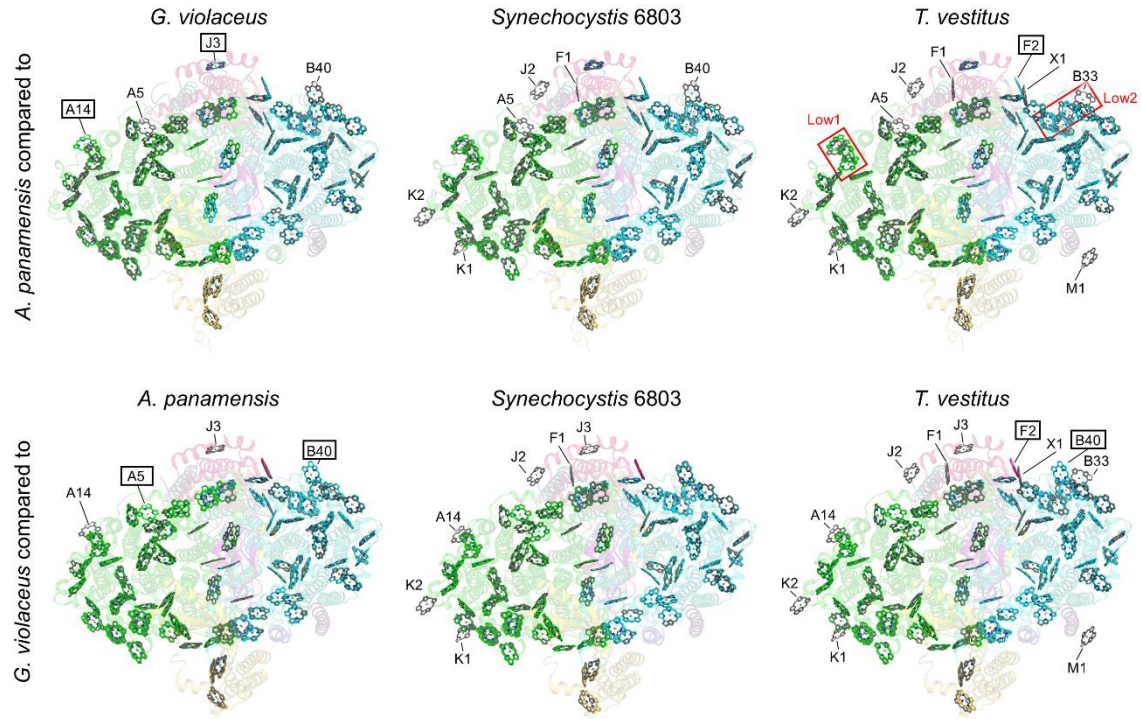 A. panamensis compared to
G. violaceus
J3
B40
A5
A14
Synechocystis 6803
F1
J2
B40
A5
K2
K1
T. vestitus
F2
F1
X1
J2
B33
A5
Low1
Low2
K2
K1
M1
G. violaceus compared to
A. panamensis
J3
B40
A5
A14
Synechocystis 6803
J3
F1
J2
A14
K2
K1
T. vestitus
J3
F2
F1
X1
B40
J2
B33
A14
K2
K1
M1